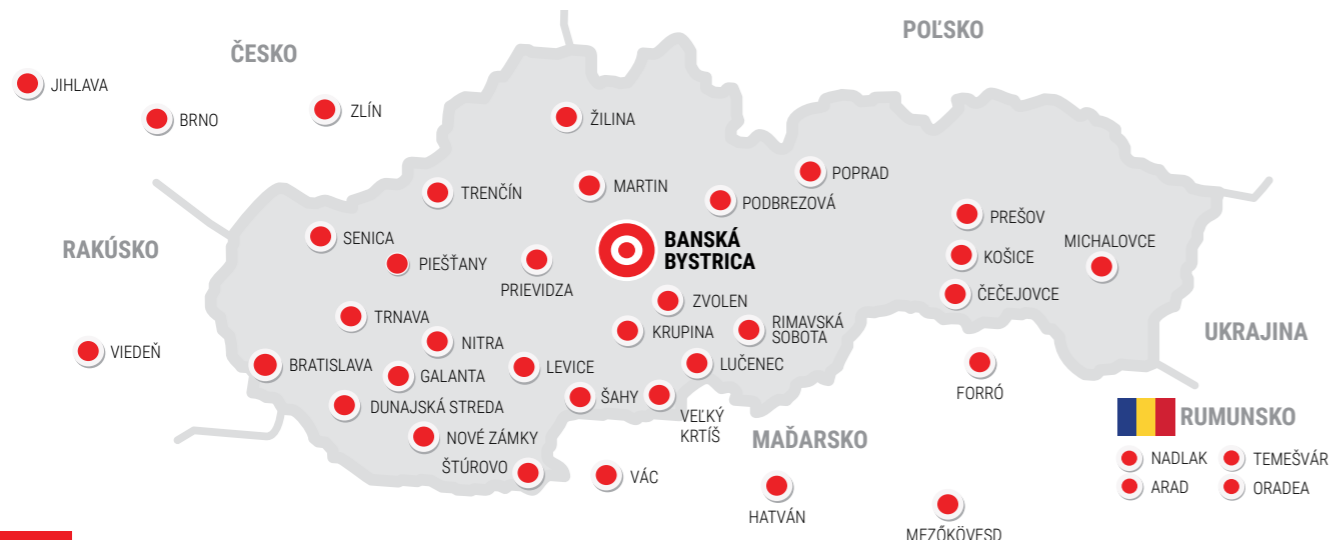 POĽSKO
ČESKO
JIHLAVA
BRNO
ZLÍN
ŽILINA
TRENČÍN
MARTIN
POPRAD
PODBREZOVÁ
PREŠOV
MICHALOVCE
KOŠICE
ČEČEJOVCE
RAKÚSKO
SENICA
PIEŠŤANY
PRIEVIDZA
BANSKÁ
BYSTRICA
ZVOLEN
KRUPINA
RIMAVSKÁ
SOBOTA
TRNAVA
NITRA
VIEDEŇ
BRATISLAVA
GALANTA
LEVICE
LUČENEC
DUNAJSKÁ STREDA
ŠAHY
VEĽKÝ
KRTÍŠ
NOVÉ ZÁMKY
ŠTÚROVO
VÁC
MAĎARSKO
HATVÁN
MEZŐKÖVESD
FORRÓ
UKRAJINA
RUMUNSKO
NADLAK
TEMEŠVÁR
ARAD
ORADEA